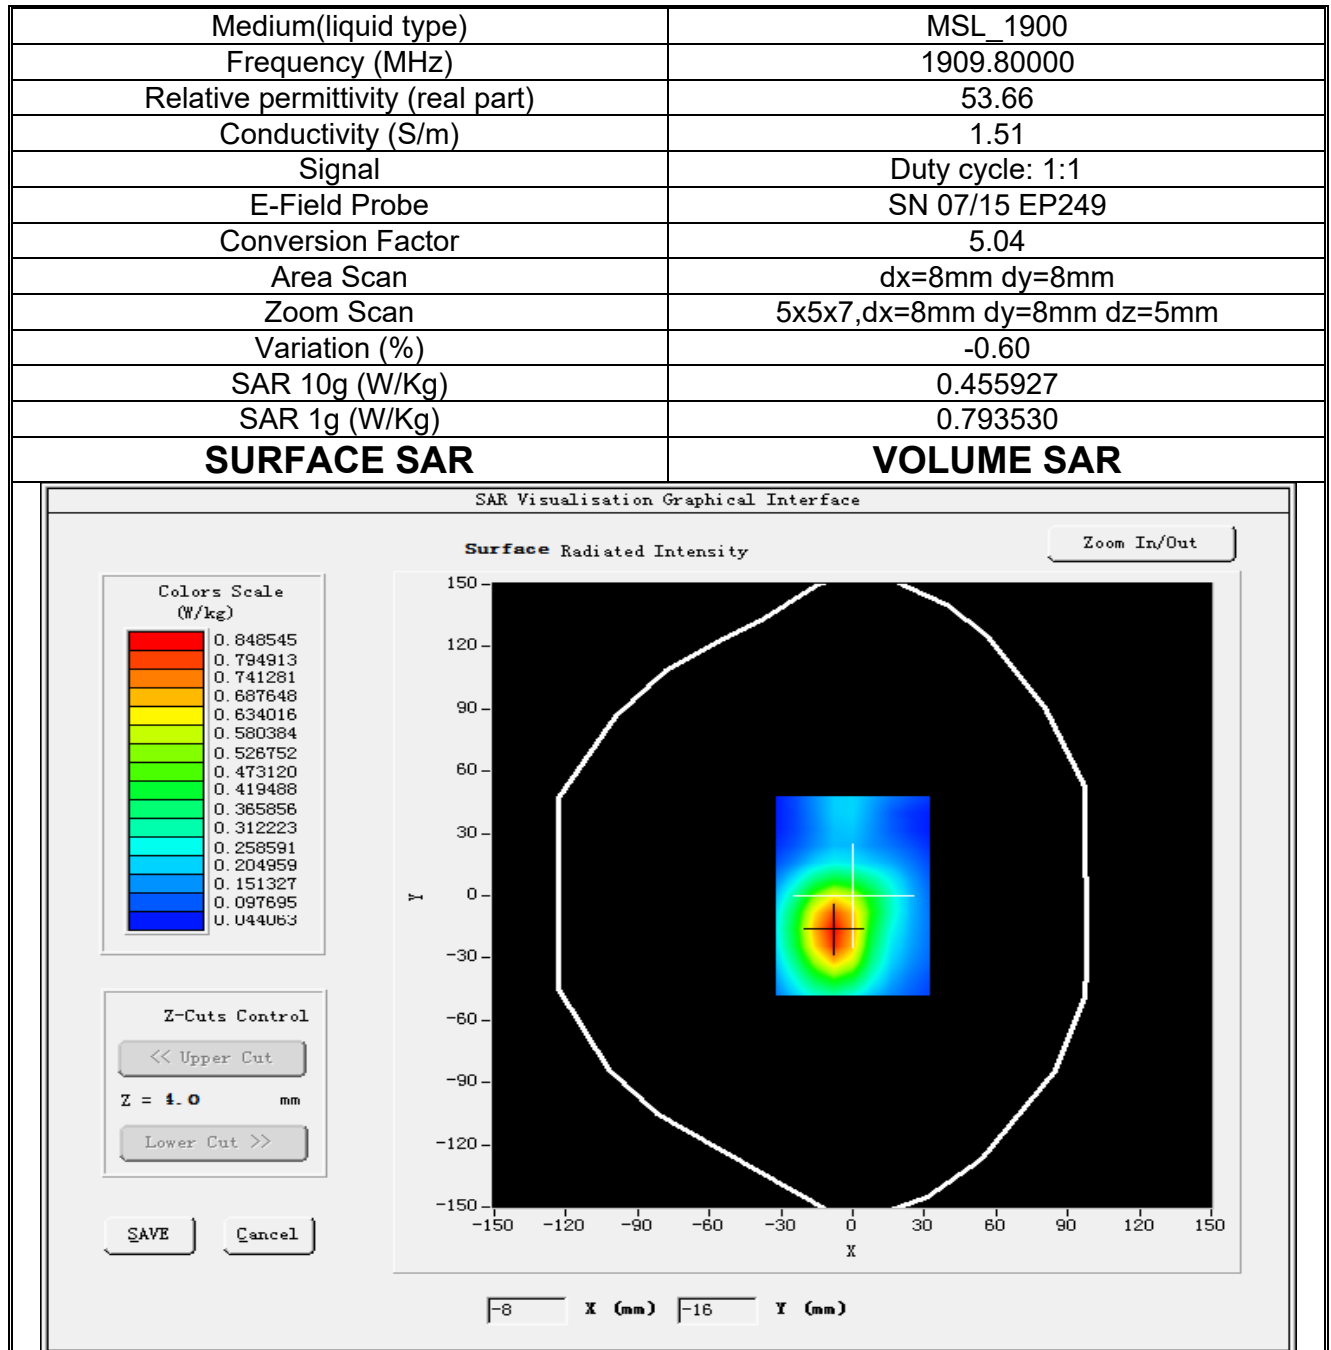 Medium(liquid type) MSL_1900
Frequency (MHz) 1909.80000
Relative permittivity (real part) 53.66
Conductivity (S/m) 1.51
Signal Duty cycle: 1:1
E-Field Probe SN 07/15 EP249
Conversion Factor 5.04
Area Scan dx=8mm dy=8mm
Zoom Scan 5x5x7,dx=8mm dy=8mm dz=5mm
Variation (%) -0.60
SAR 10g (W/Kg) 0.455927
SAR 1g (W/Kg) 0.793530
SURFACE SAR VOLUME SAR
SAR Visualisation Graphical Interface
Surface Radiated Intensity
Zoom In/Out
Colors Scale
(W/kg)
0.848545
0.794913
0.741281
0.687648
0.634016
0.580384
0.526752
0.473120
0.419488
0.365856
0.312223
0.258591
0.204959
0.151327
0.097695
0.044063
Z-Cuts Control
<< Upper Cut
Z = 4.0 mm
Lower Cut >>
SAVE
Cancel
150
120
90
60
30
0
-30
-60
-90
-120
-150
Y
-150 -120 -90 -60 -30 0 30 60 90 120 150
X
-8 X (mm) -16 Y (mm)